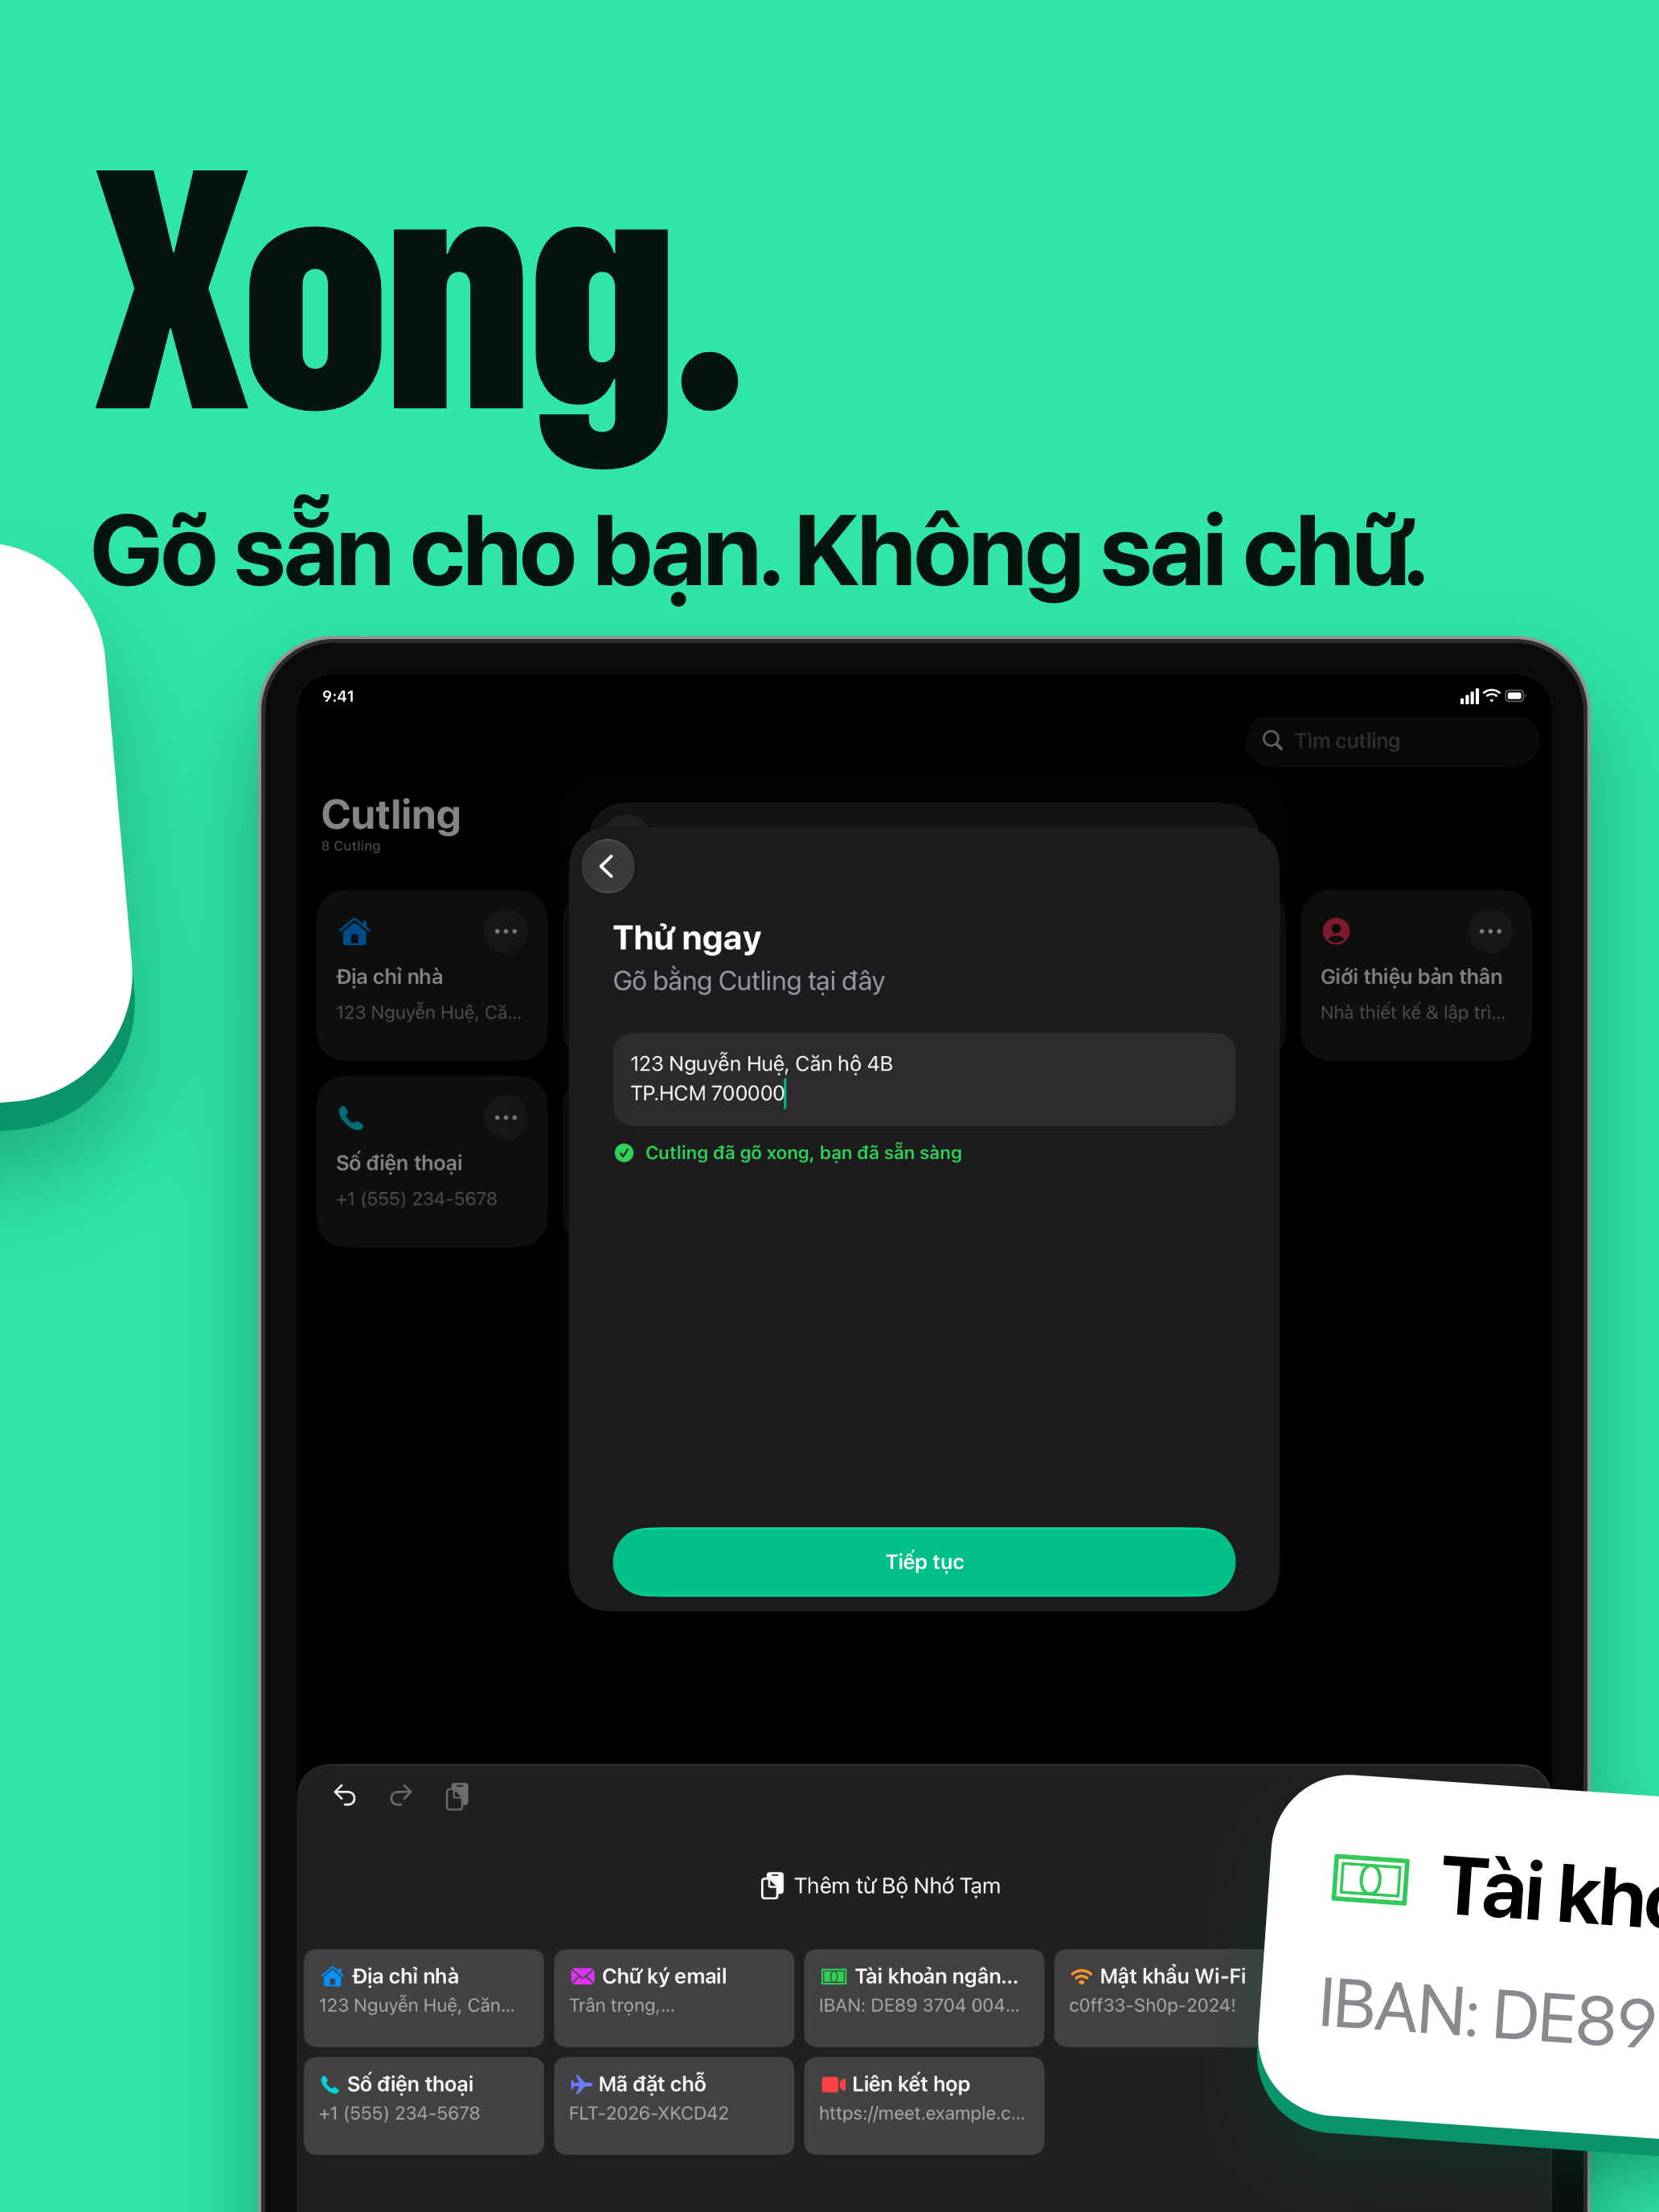 Xong.
Gõ sẵn cho bạn. Không sai chữ.
9:41
Tìm cutling
Cutling
8 Cutling
Địa chỉ nhà
123 Nguyễn Huệ, Că...
Giới thiệu bản thân
Nhà thiết kế & lập trì...
Số điện thoại
+1 (555) 234-5678
Thử ngay
Gõ bằng Cutling tại đây
123 Nguyễn Huệ, Căn hộ 4B
TP.HCM 700000
Cutling đã gõ xong, bạn đã sẵn sàng
Tiếp tục
Thêm từ Bộ Nhớ Tạm
Địa chỉ nhà
123 Nguyễn Huệ, Căn...
Chữ ký email
Trân trọng,...
Tài khoản ngân...
IBAN: DE89 3704 004...
Mật khẩu Wi-Fi
c0ff33-Sh0p-2024!
Số điện thoại
+1 (555) 234-5678
Mã đặt chỗ
FLT-2026-XKCD42
Liên kết họp
https://meet.example.c...
Tài kho
IBAN: DE89